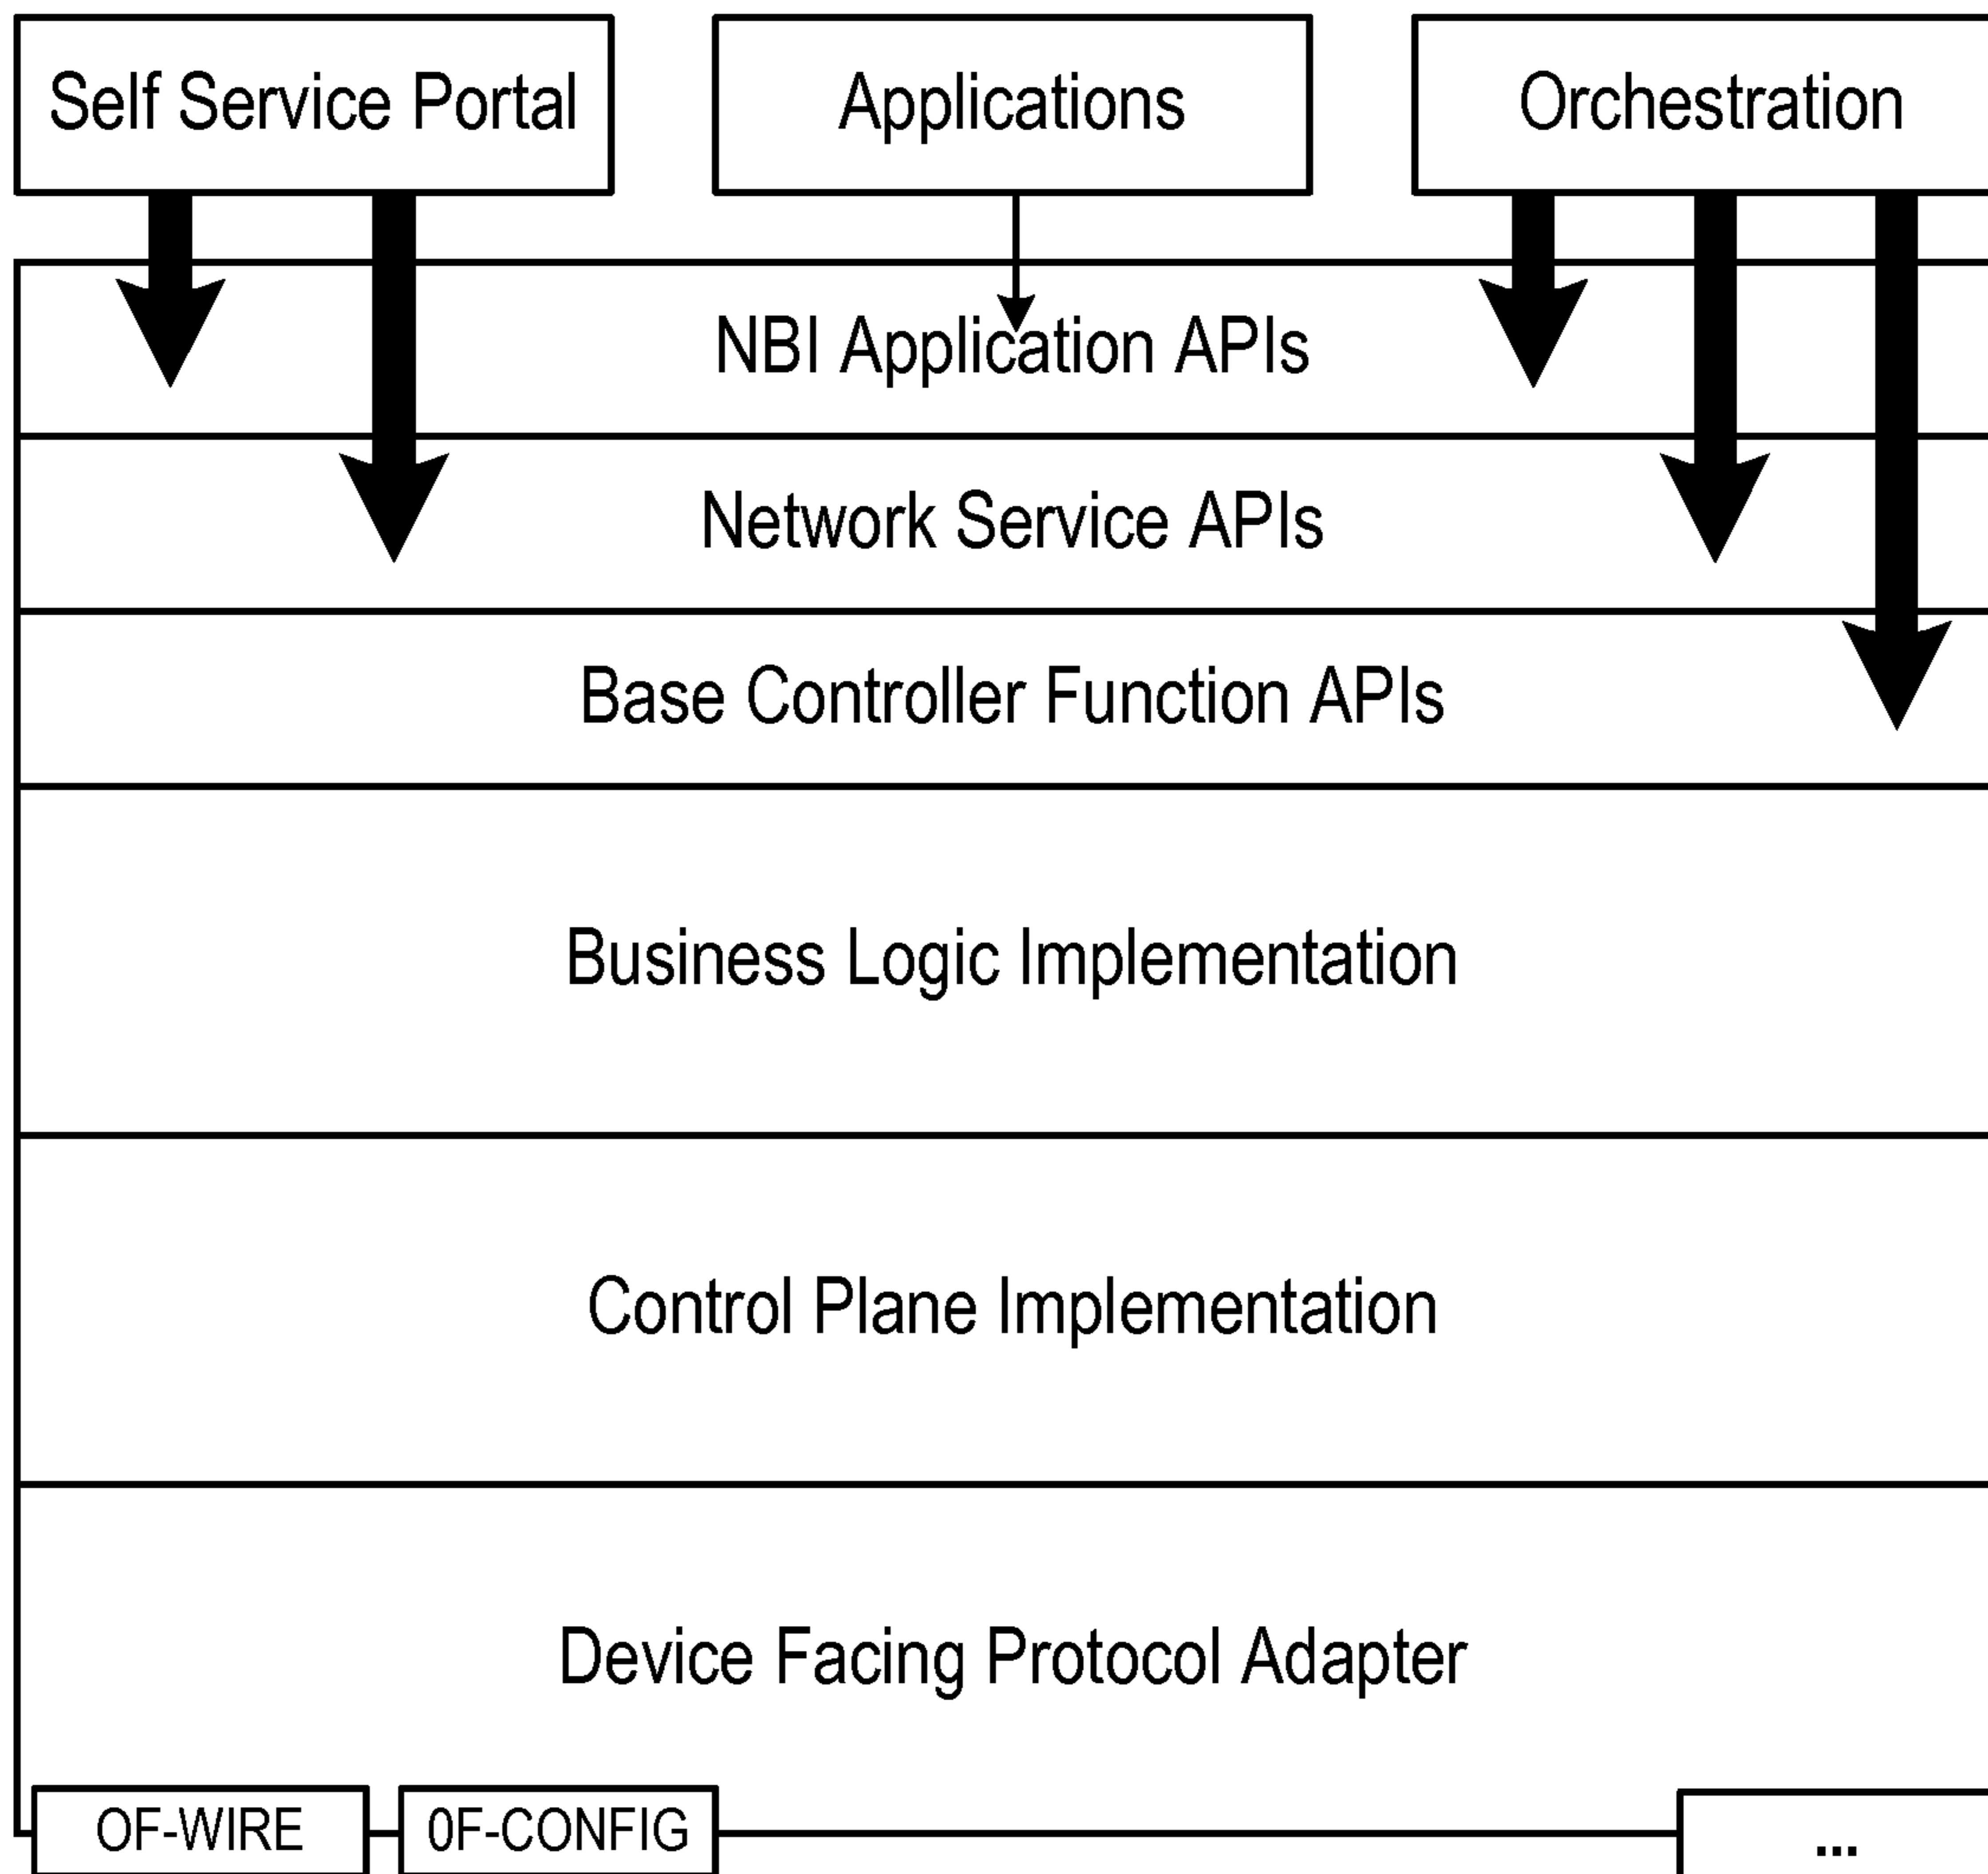 Self Service Portal
Applications
Orchestration
NBI Application APIs
Network Service APIs
Base Controller Function APIs
Business Logic Implementation
Control Plane Implementation
Device Facing Protocol Adapter
OF-WIRE
0F-CONFIG
...